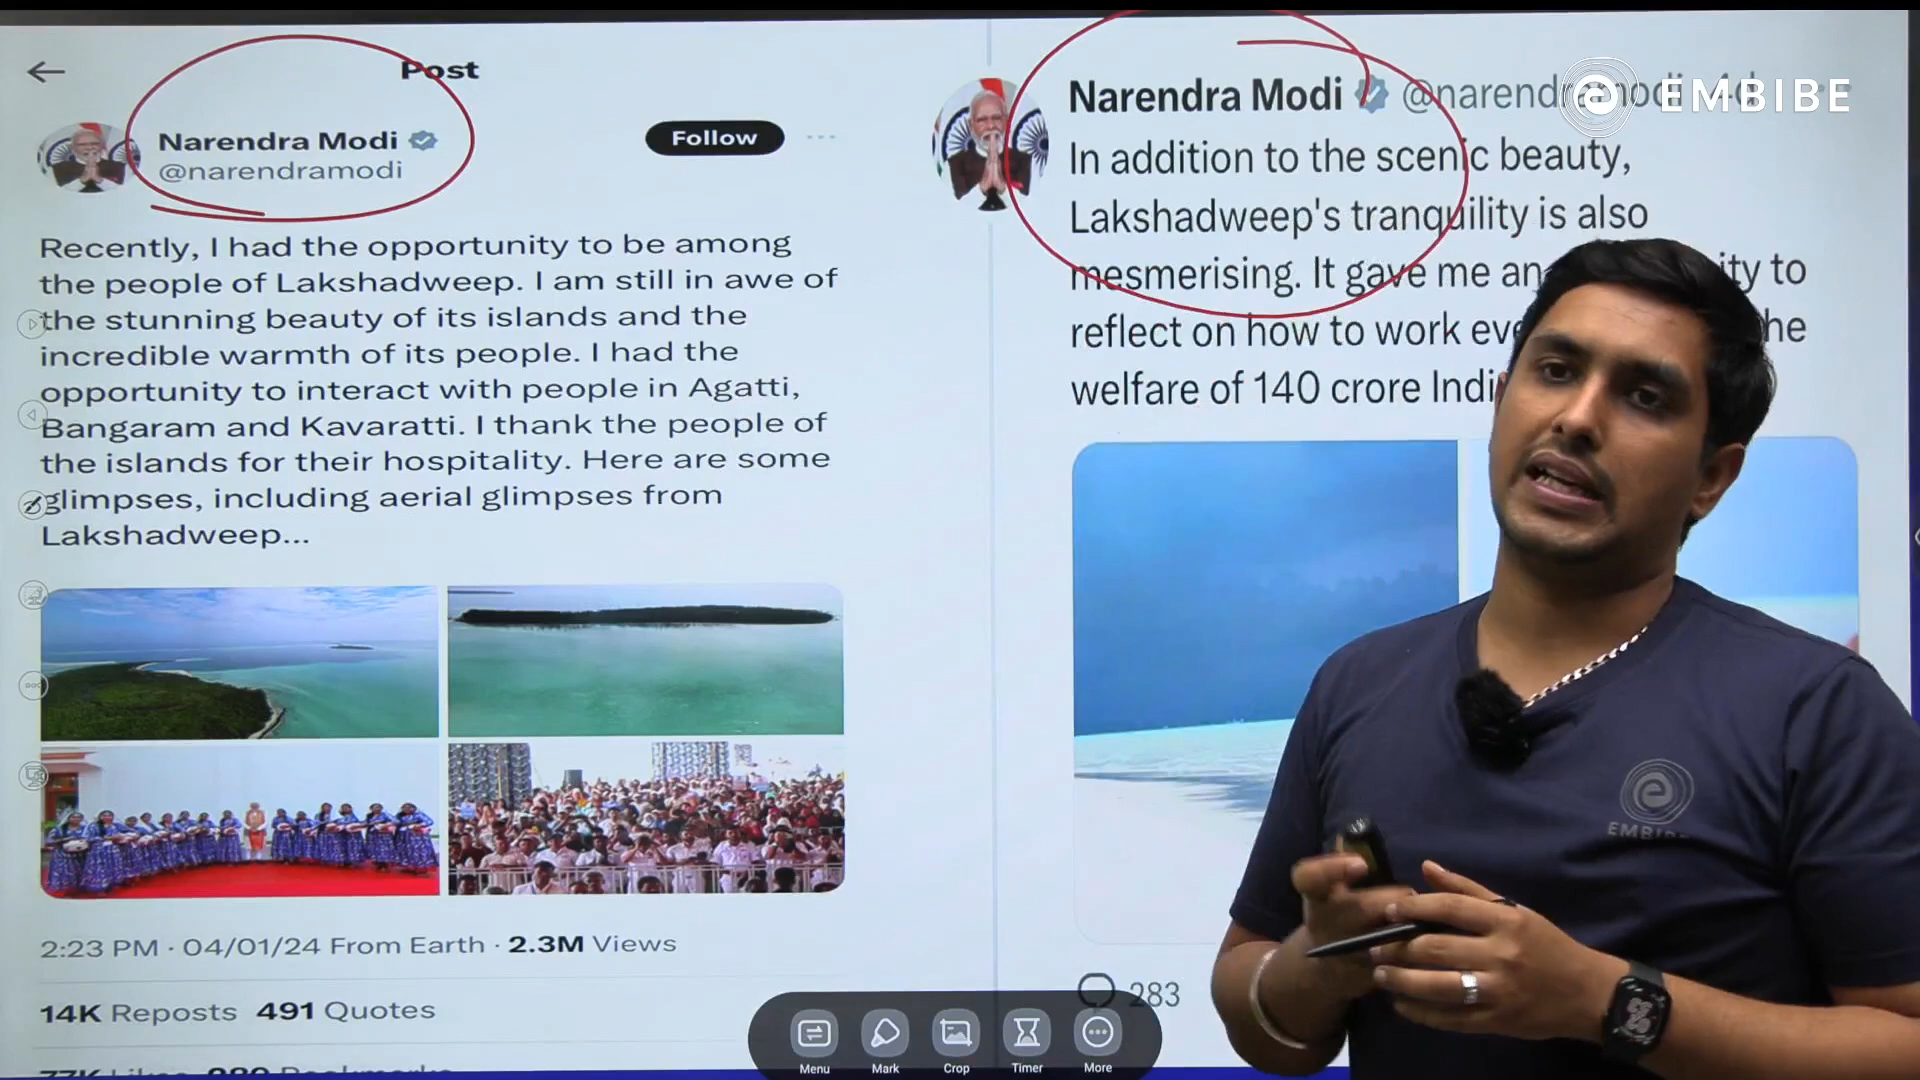 Post
Narendra Modi
@narendramodi
Follow
Recently, I had the opportunity to be among
the people of Lakshadweep. I am still in awe of
the stunning beauty of its islands and the
incredible warmth of its people. I had the
opportunity to interact with people in Agatti,
Bangaram and Kavaratti. I thank the people of
the islands for their hospitality. Here are some
glimpses, including aerial glimpses from
Lakshadweep...
2:23 PM · 04/01/24 From Earth · 2.3M Views
14K Reposts 491 Quotes
Narendra Modi @narendramodi 4d
EMBIBE
In addition to the scenic beauty,
Lakshadweep's tranquility is also
mesmerising. It gave me an
to
reflect on how to work
welfare of 140 crore
283
EMBIBE
Menu Mark Crop Timer More